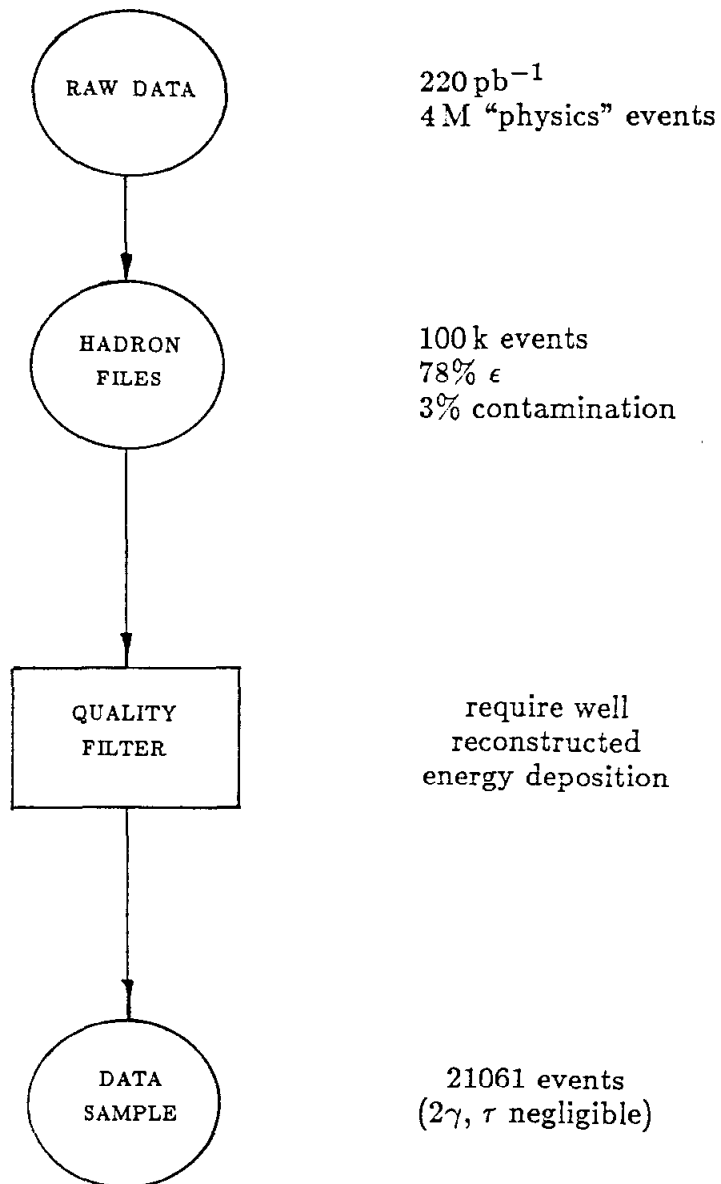 RAW DATA
220 pb⁻¹
4 M “physics” events
HADRON
FILES
100 k events
78% ϵ
3% contamination
QUALITY
FILTER
require well
reconstructed
energy deposition
DATA
SAMPLE
21061 events
(2γ, τ negligible)